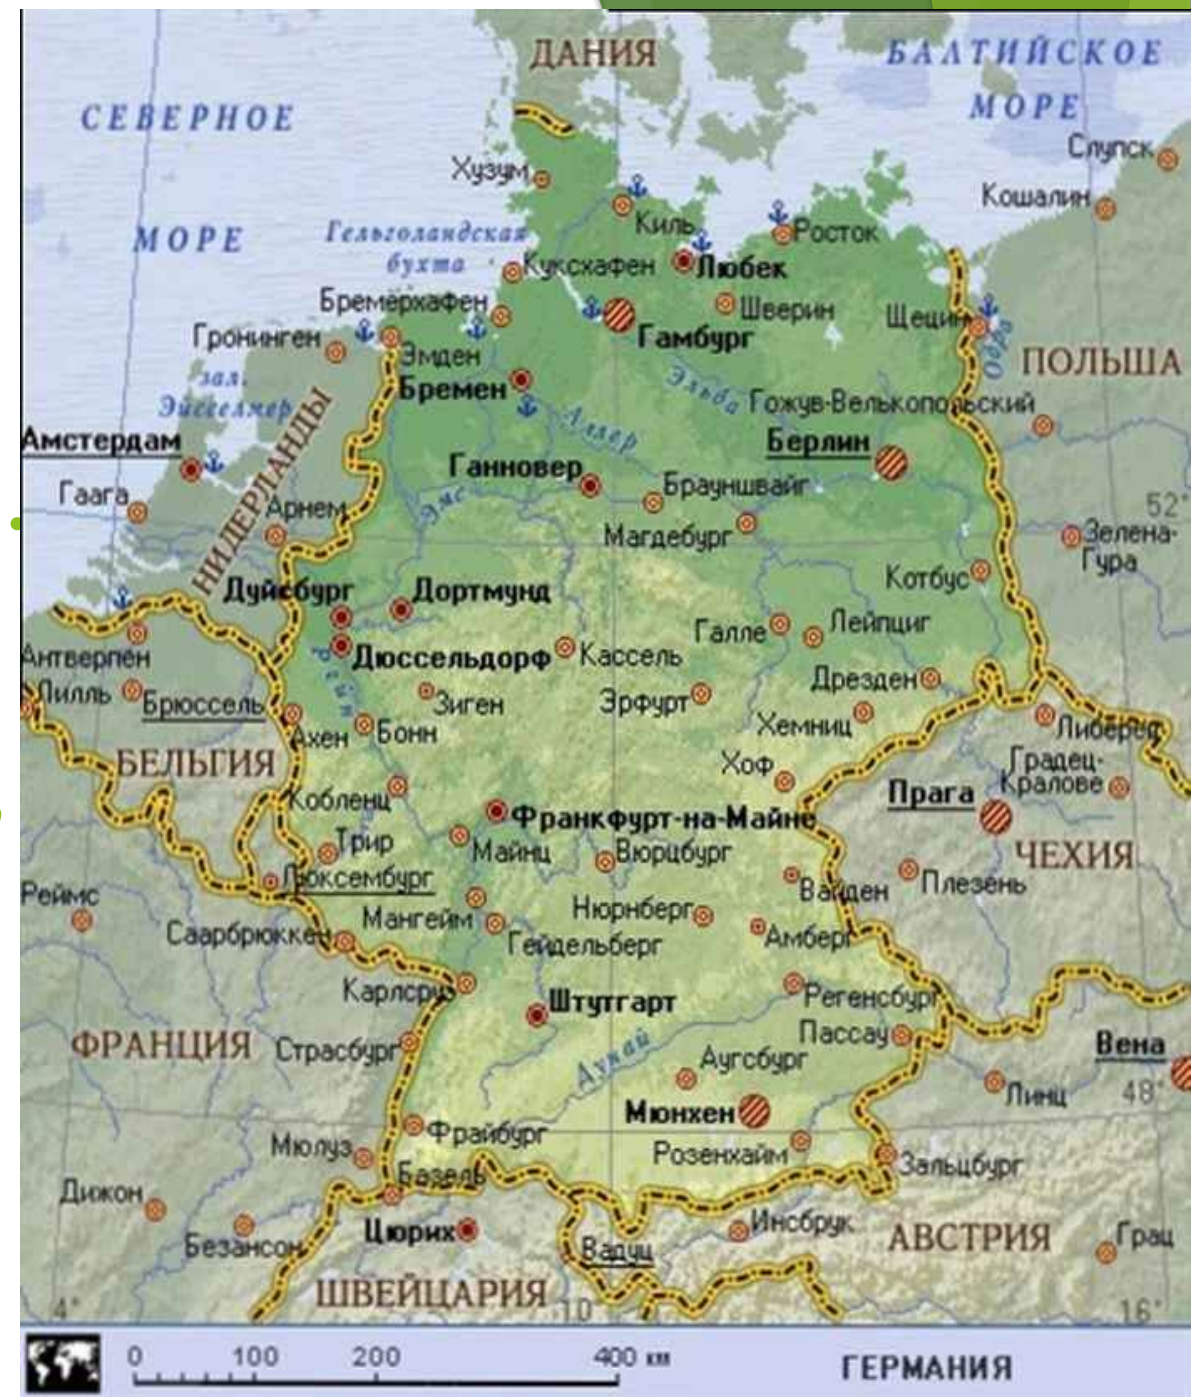 ДАНИЯ
БАЛТИЙСКОЕ
МОРЕ
СЕВЕРНОЕ
МОРЕ
Слупск
Хузум
Кошалин
Киль
Росток
Гельголандская
бухта
Куксхафен
Любек
Бремерхафен
Шверин
Щецин
Гронинген
Гамбург
Одра
Эмден
ПОЛЬША
зал.
Эйсселмер
Бремен
Эльба
Гожув-Велькопольский
Аллер
НИДЕРЛАНДЫ
Амстердам
Берлин
Ганновер
Гаага
Брауншвайг
Эмс
Арнем
52°
Магдебург
Зелена-
Гура
Котбус
Дуйсбург
Дортмунд
Галле
Лейпциг
Антверпен
Дюссельдорф
Кассель
Рейн
Лилль
Брюссель
Зиген
Эрфурт
Дрезден
Ахен
Бонн
Хемниц
Либерец
БЕЛЬГИЯ
Хоф
Градец-
Кралове
Кобленц
Прага
Франкфурт-на-Майне
Трир
Майнц
Вюрцбург
ЧЕХИЯ
Люксембург
Вайден
Плезень
Реймс
Мангейм
Нюрнберг
Саарбрюккен
Гейдельберг
Амберг
Карлсруэ
Штутгарт
Регенсбург
ФРАНЦИЯ
Страсбург
Дунай
Пассау
Вена
Аугсбург
Линц
48°
Мюнхен
Фрайбург
Мюлуз
Розенхайм
Зальцбург
Базель
Дижон
Безансон
Цюрих
Инсбрук
АВСТРИЯ
Грац
Вадуц
ШВЕЙЦАРИЯ
4°
10°
16°
0 100 200 400 км
ГЕРМАНИЯ